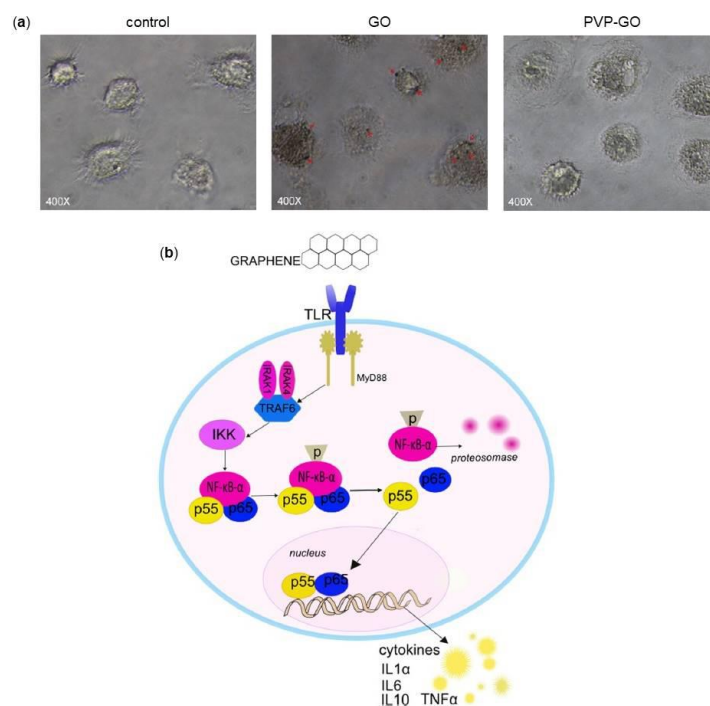 (a)
control
GO
PVP-GO
400X
400X
400X
(b)
GRAPHENE
TLR
MyD88
IRAK1
IRAK4
TRAF6
IKK
p
NF-κB-α
proteosomase
NF-κB-α
p55
p65
p
NF-κB-α
p55
p65
p55
p65
nucleus
p55
p65
cytokines
IL1α
IL6
IL10 TNFα